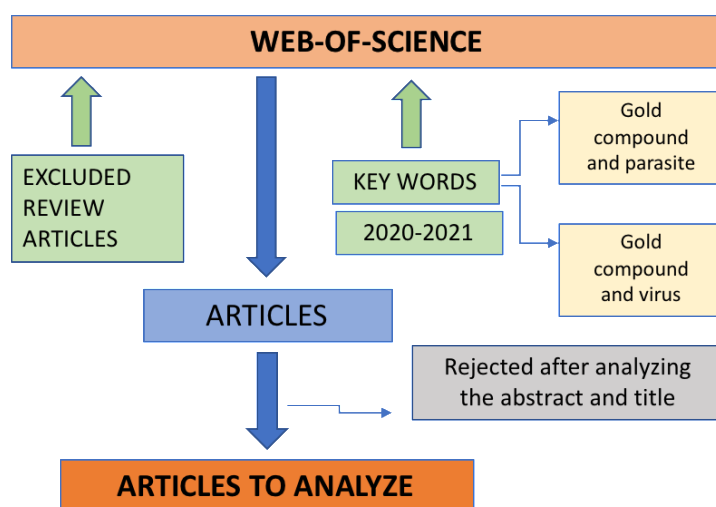 WEB-OF-SCIENCE
EXCLUDED
REVIEW
ARTICLES
KEY WORDS
2020-2021
Gold
compound
and parasite
Gold
compound
and virus
ARTICLES
Rejected after analyzing
the abstract and title
ARTICLES TO ANALYZE